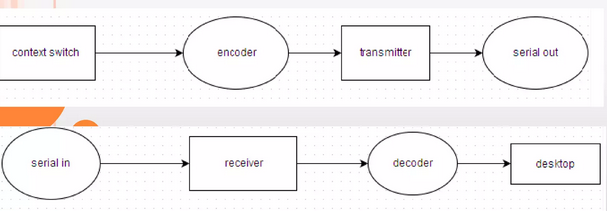 context switch
encoder
transmitter
serial out
serial in
receiver
decoder
desktop